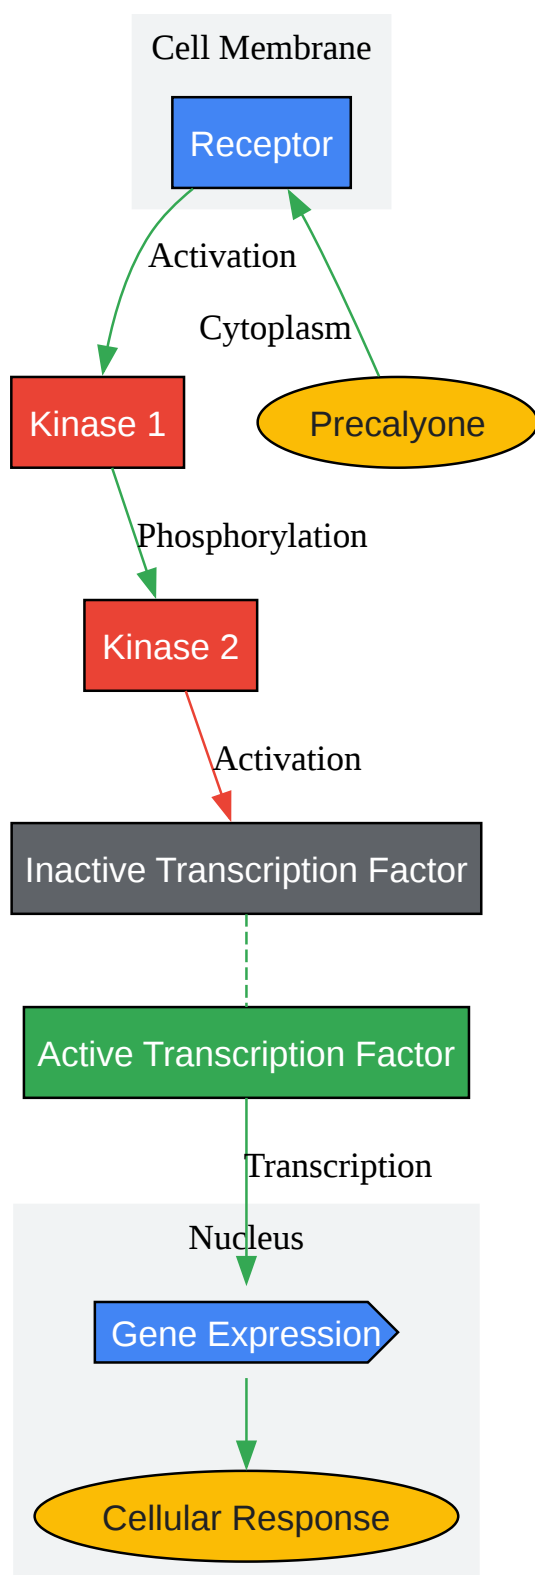 Cell Membrane
Receptor
Activation
Cytoplasm
Kinase 1
Precalyone
Phosphorylation
Kinase 2
Activation
Inactive Transcription Factor
Active Transcription Factor
Transcription
Nucleus
Gene Expression
Cellular Response